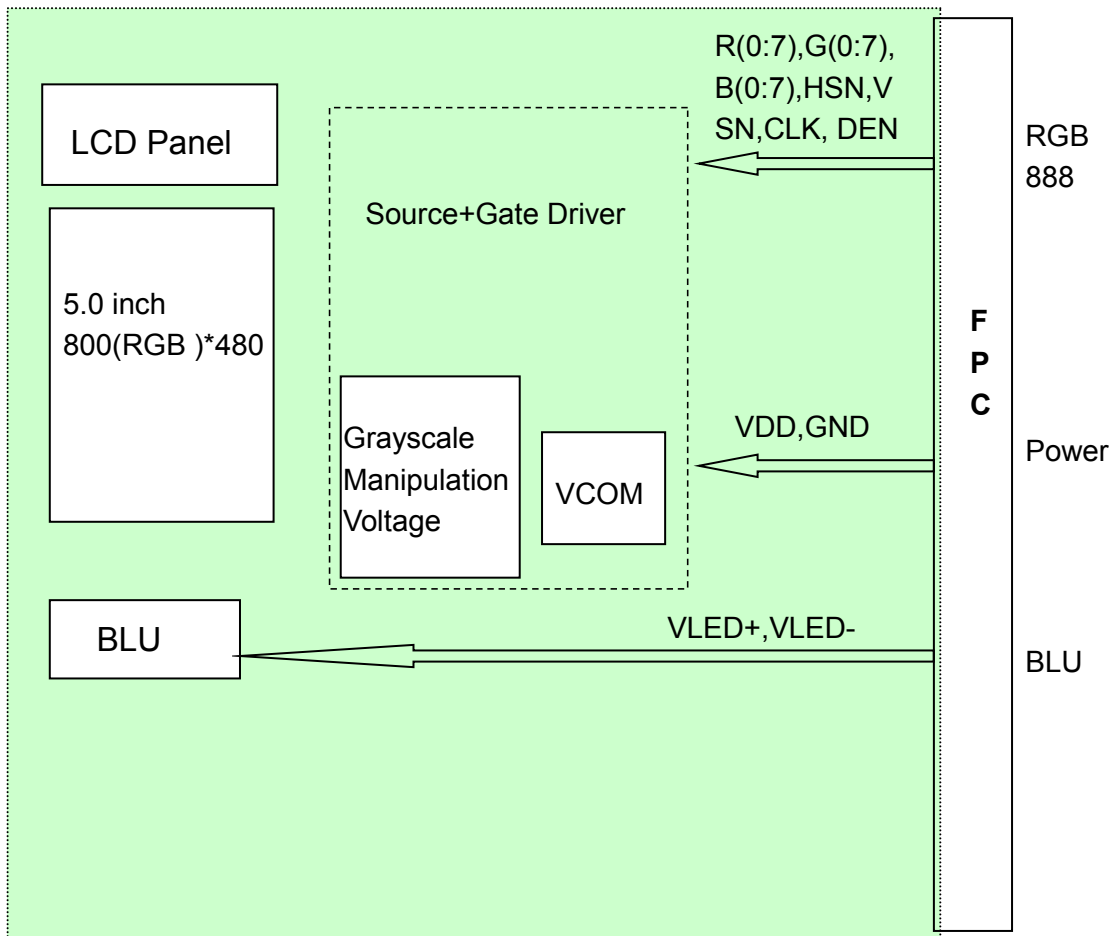 R(0:7),G(0:7),
B(0:7),HSN,V
SN,CLK, DEN
RGB
888
LCD Panel
Source+Gate Driver
5.0 inch
800(RGB )*480
F
P
C
Grayscale
Manipulation
Voltage
VCOM
VDD,GND
Power
BLU
VLED+,VLED-
BLU